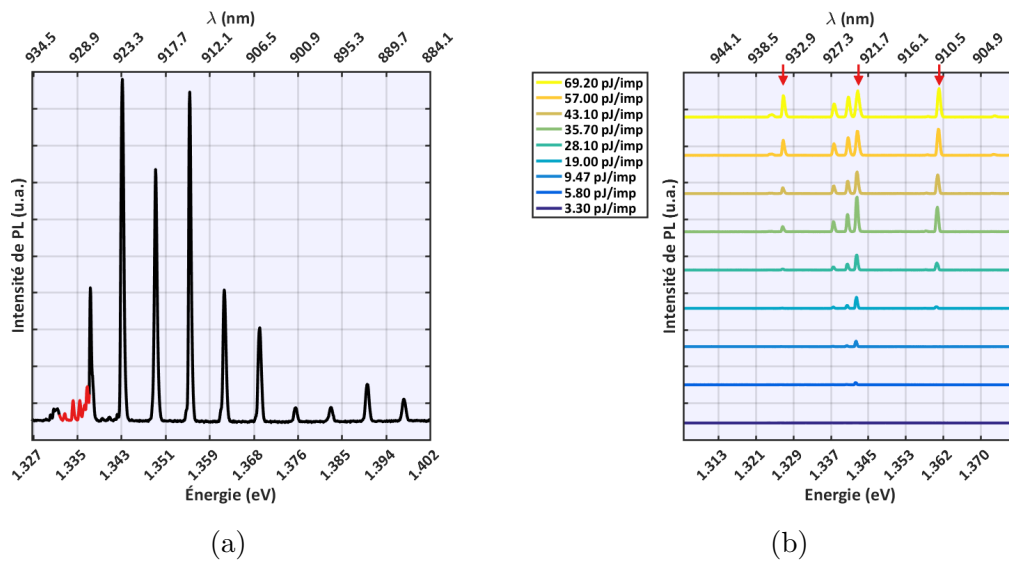 λ (nm)
934.5 928.9 923.3 917.7 912.1 906.5 900.9 895.3 889.7 884.1
Intensité de PL (u.a.)
1.327 1.335 1.343 1.351 1.359 1.368 1.376 1.385 1.394 1.402
Énergie (eV)
(a)
69.20 pJ/imp
57.00 pJ/imp
43.10 pJ/imp
35.70 pJ/imp
28.10 pJ/imp
19.00 pJ/imp
9.47 pJ/imp
5.80 pJ/imp
3.30 pJ/imp
λ (nm)
944.1 938.5 932.9 927.3 921.7 916.1 910.5 904.9
Intensité de PL (u.a.)
1.313 1.321 1.329 1.337 1.345 1.353 1.362 1.370
Energie (eV)
(b)